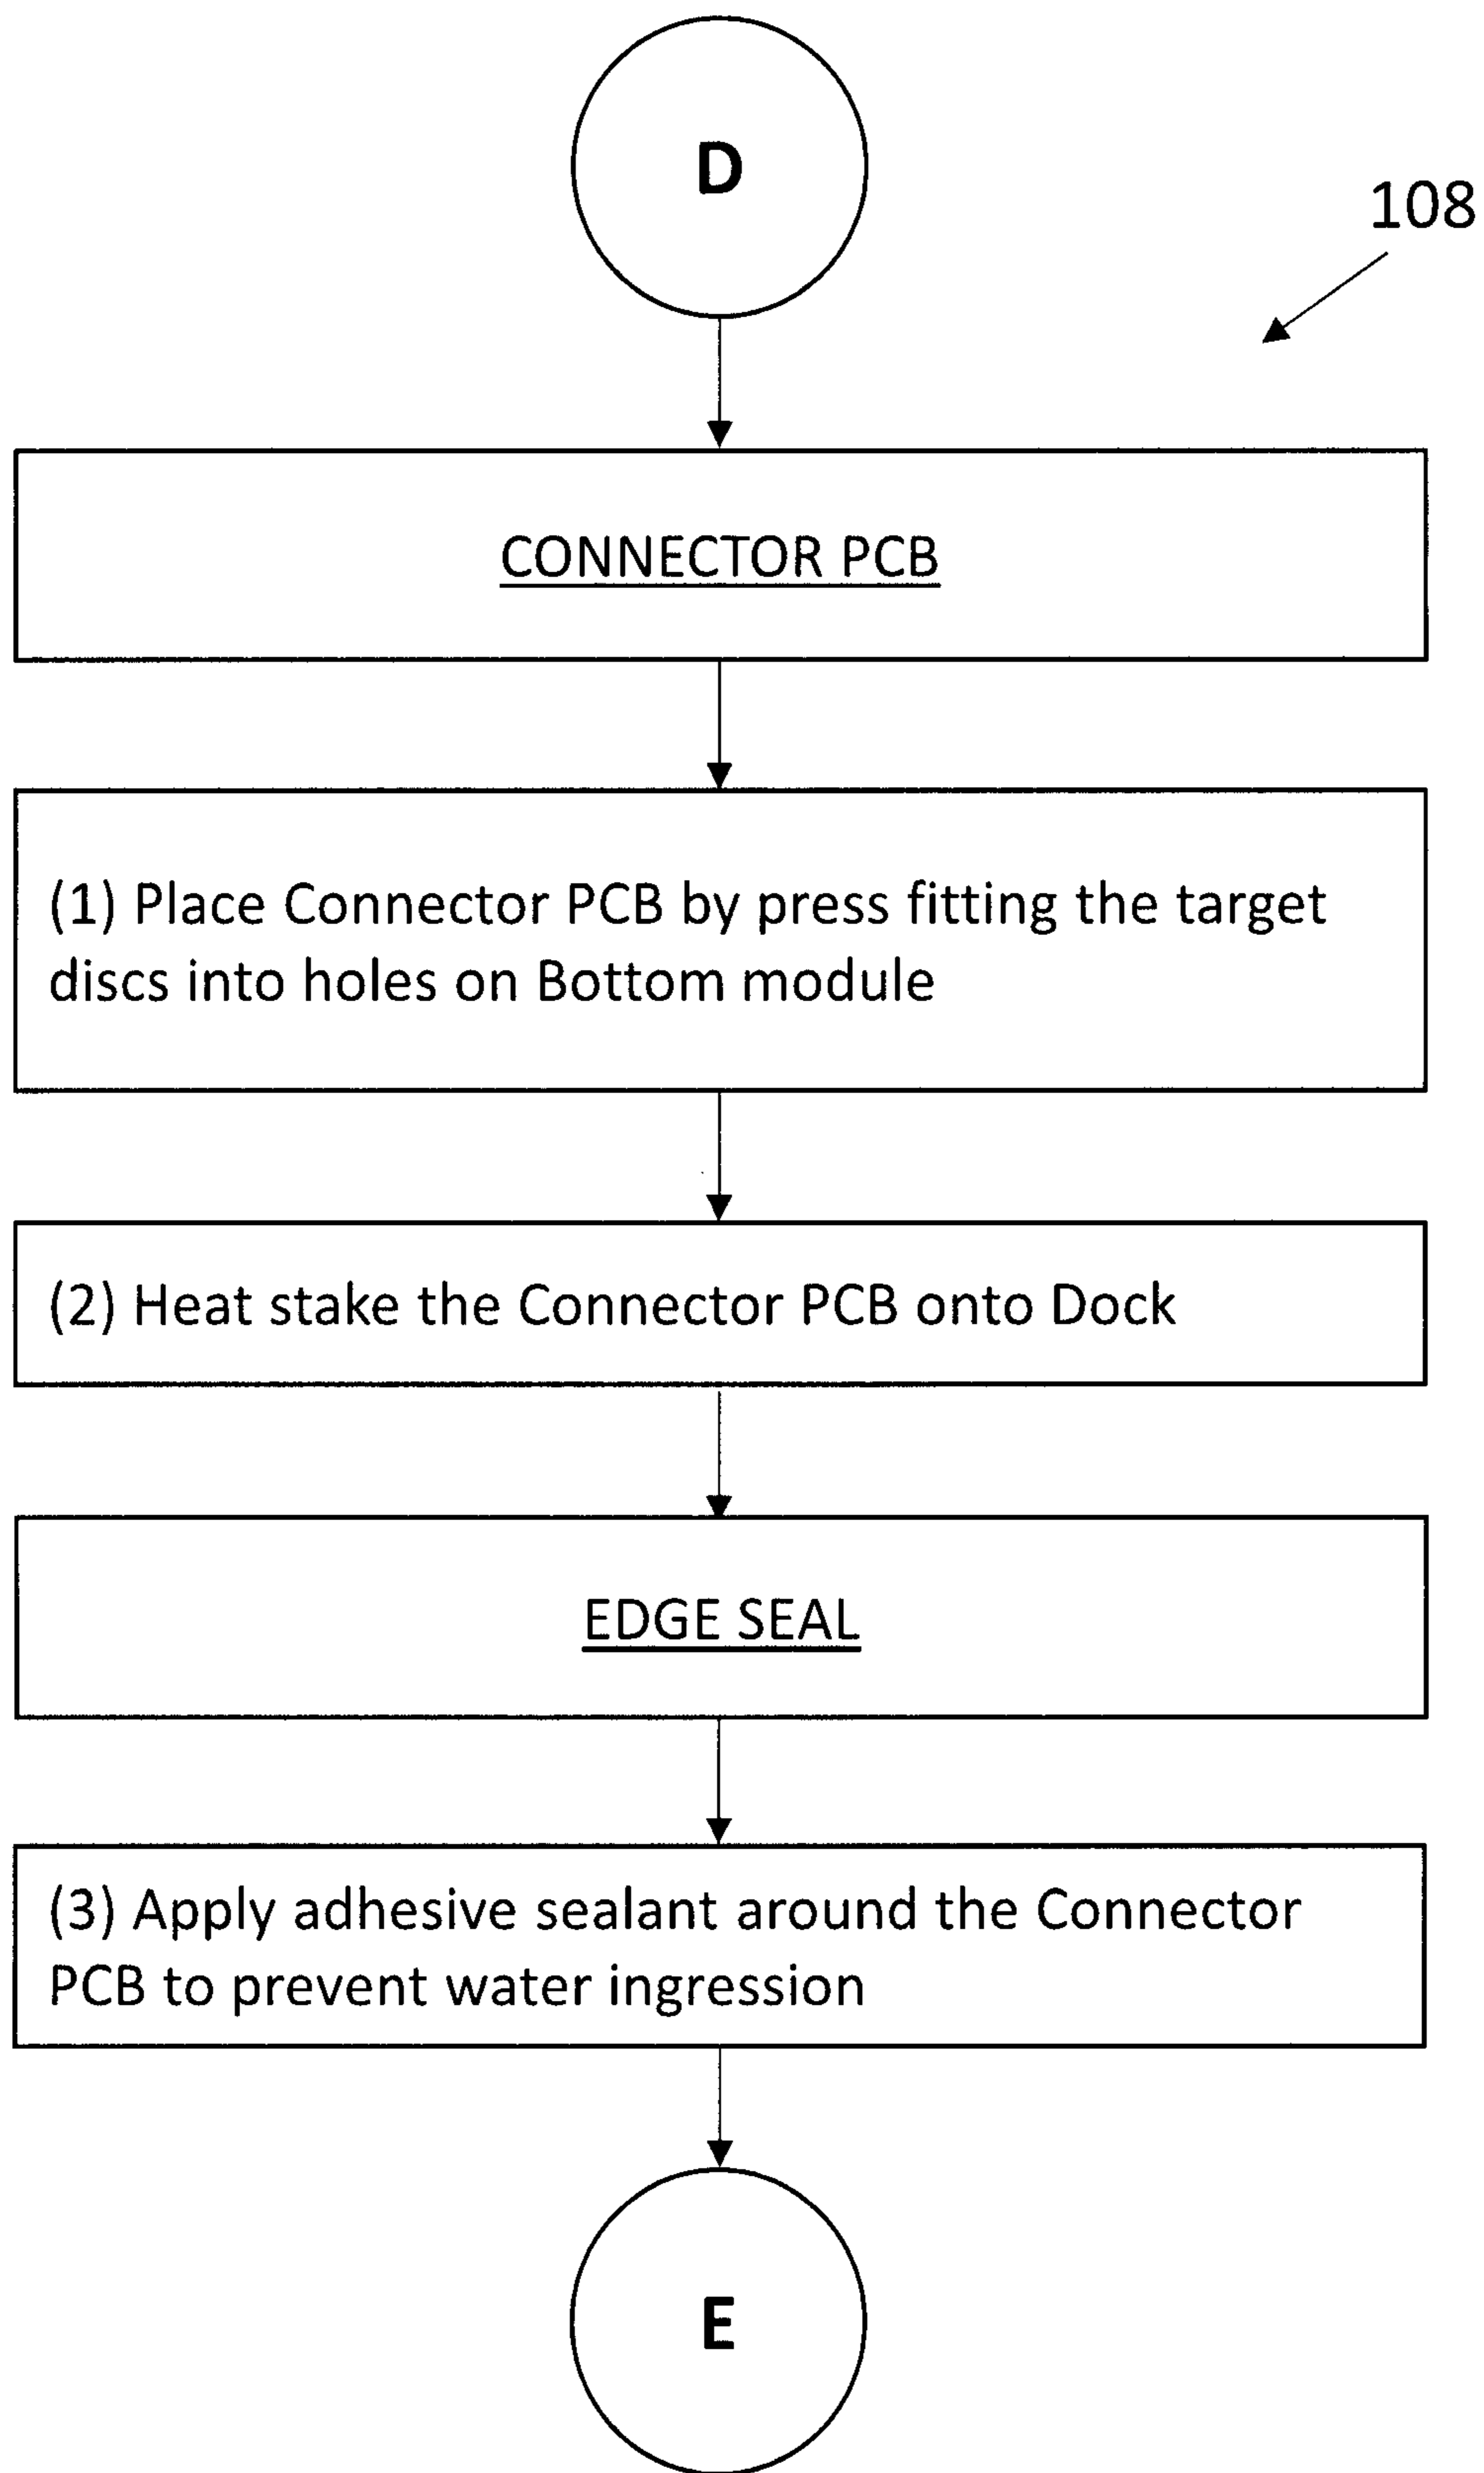 D
108
CONNECTOR PCB
(1) Place Connector PCB by press fitting the target
discs into holes on Bottom module
(2) Heat stake the Connector PCB onto Dock
EDGE SEAL
(3) Apply adhesive sealant around the Connector
PCB to prevent water ingression
E